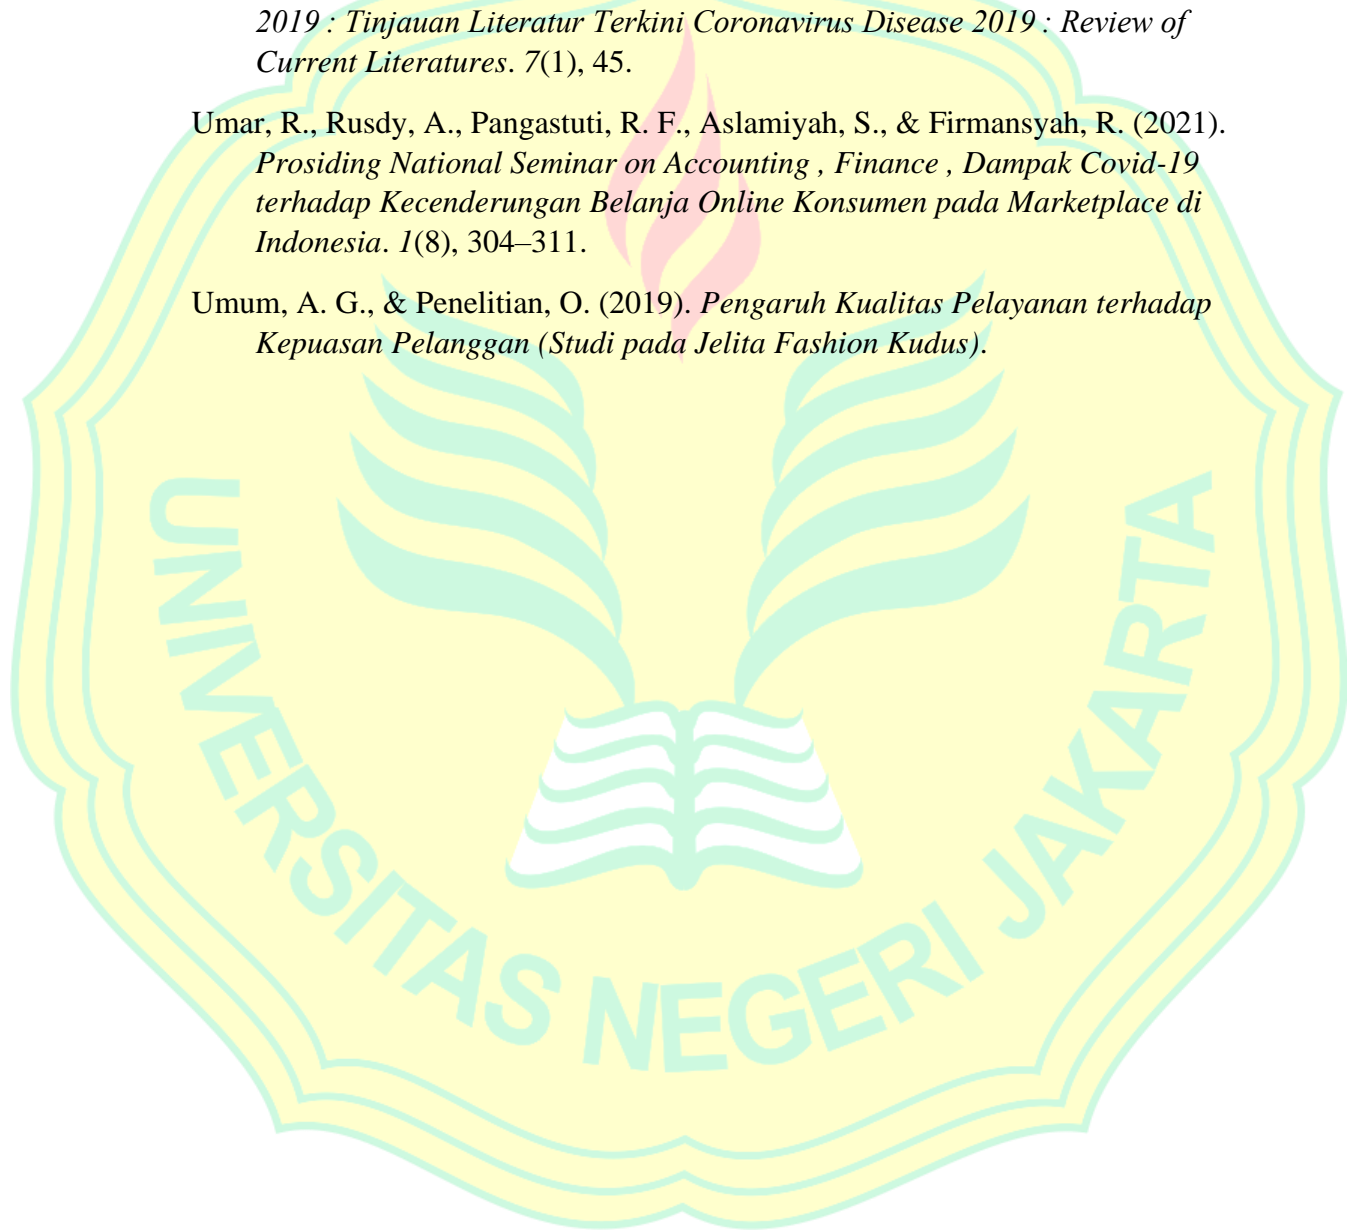 2019 : Tinjauan Literatur Terkini Coronavirus Disease 2019 : Review of
Current Literatures. 7(1), 45.
Umar, R., Rusdy, A., Pangastuti, R. F., Aslamiyah, S., & Firmansyah, R. (2021).
Prosiding National Seminar on Accounting , Finance , Dampak Covid-19
terhadap Kecenderungan Belanja Online Konsumen pada Marketplace di
Indonesia. 1(8), 304–311.
Umum, A. G., & Penelitian, O. (2019). Pengaruh Kualitas Pelayanan terhadap
Kepuasan Pelanggan (Studi pada Jelita Fashion Kudus).
UNIVERSITAS NEGERI JAKARTA